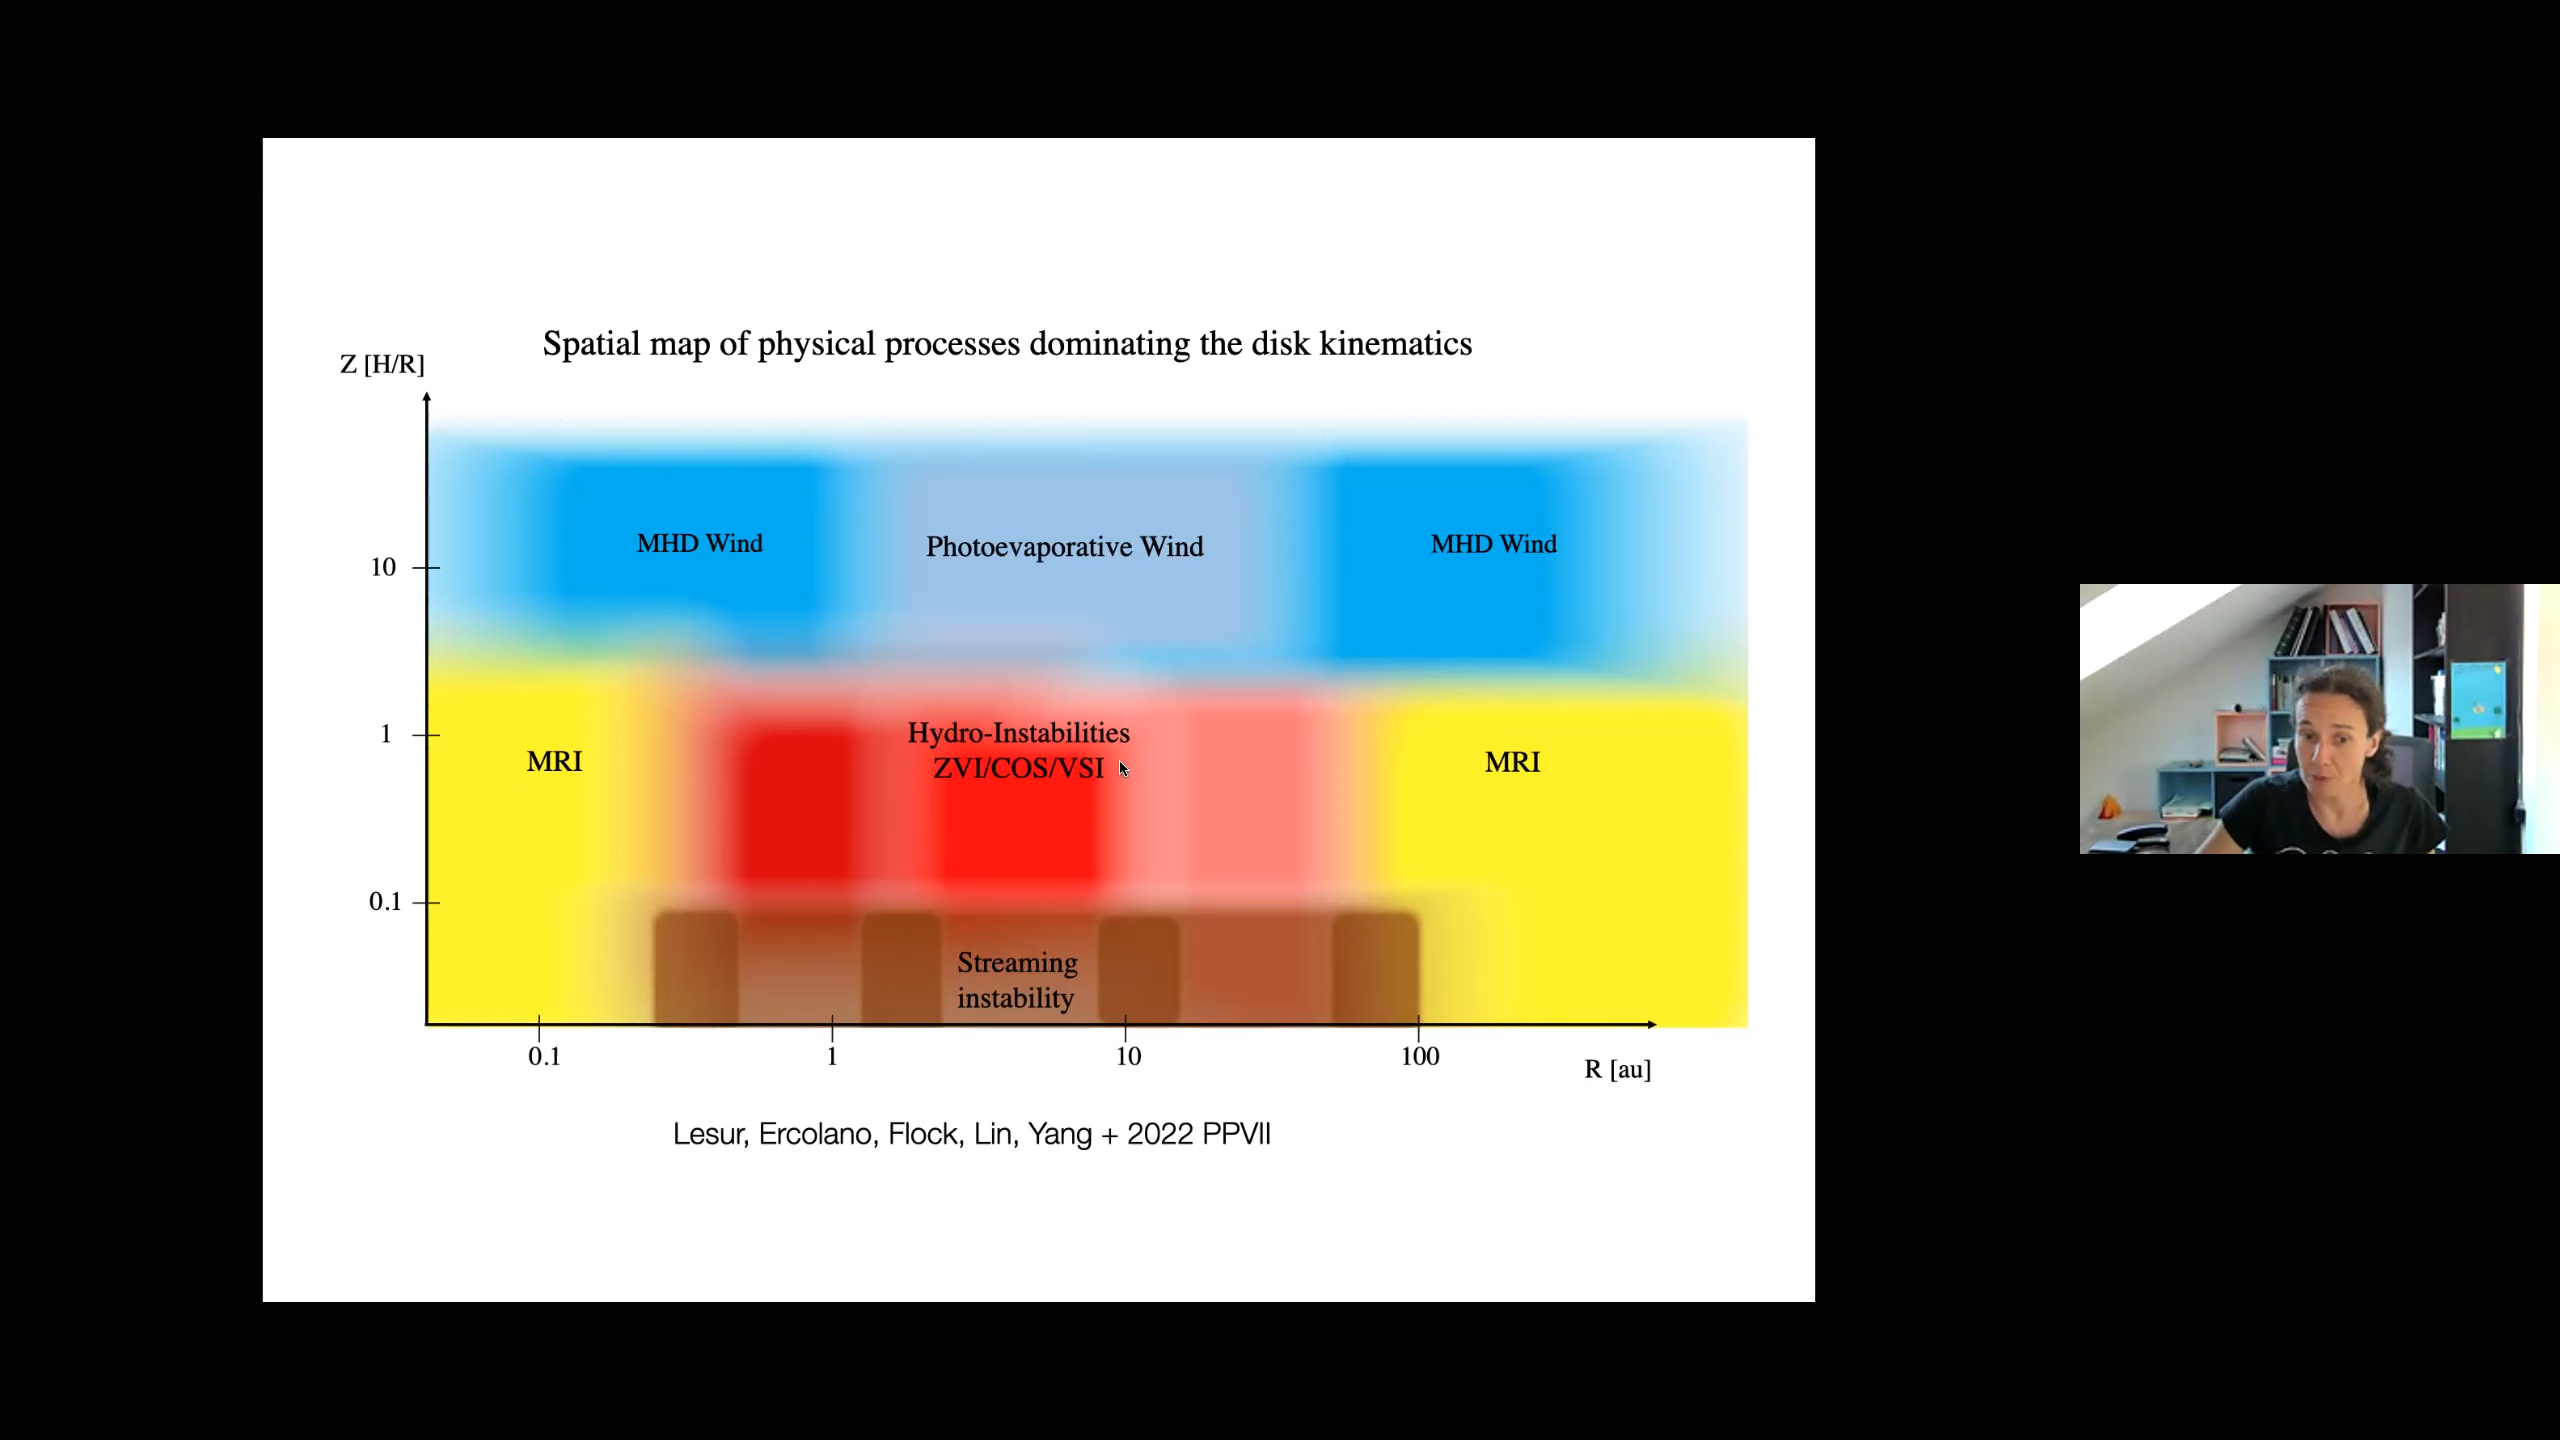 Spatial map of physical processes dominating the disk kinematics
Z [H/R]
MHD Wind
Photoevaporative Wind
MHD Wind
10
1
0.1
MRI
Hydro-Instabilities
ZVI/COS/VSI
MRI
Streaming
instability
0.1
1
10
100
R [au]
Lesur, Ercolano, Flock, Lin, Yang + 2022 PPVII